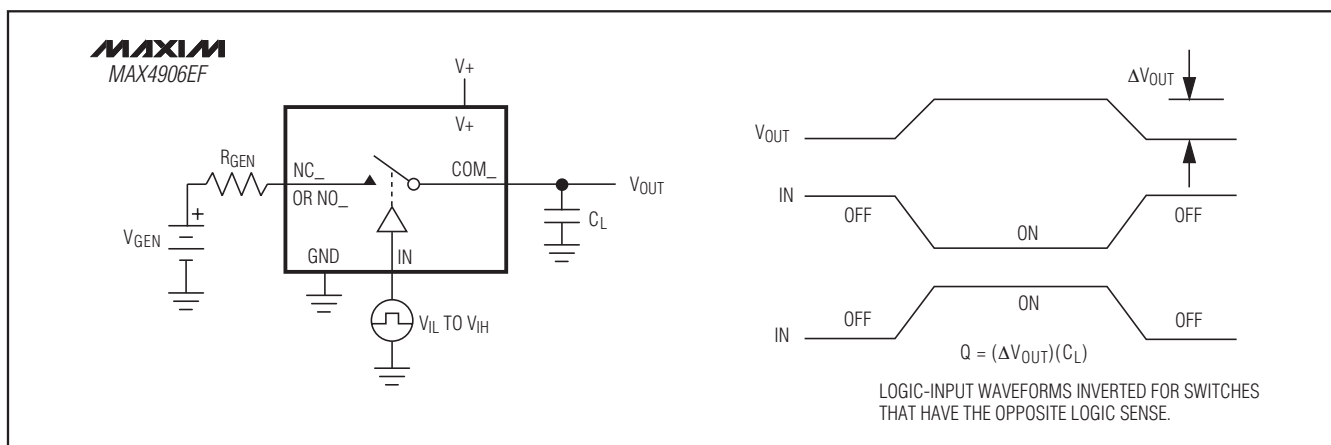 MAXIM
MAX4906EF
V+
V+
RGEN
NC_
OR NO_
COM_
VOUT
CL
VGEN
+
GND
IN
VIL TO VIH
ΔVOUT
VOUT
IN
OFF
ON
OFF
IN
OFF
ON
OFF
Q = (ΔVOUT)(CL)
LOGIC-INPUT WAVEFORMS INVERTED FOR SWITCHES
THAT HAVE THE OPPOSITE LOGIC SENSE.